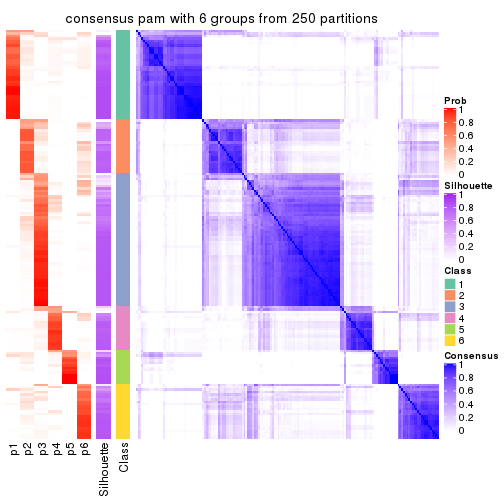 consensus pam with 6 groups from 250 partitions
Prob
1
0.8
0.6
0.4
0.2
0
Silhouette
1
0.8
0.6
0.4
0.2
0
Class
1
2
3
4
5
6
Consensus
1
0.8
0.6
0.4
0.2
0
p1
p2
p3
p4
p5
p6
Silhouette
Class